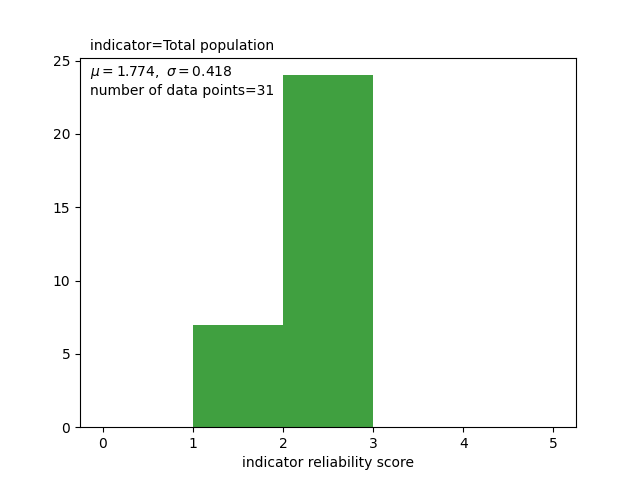 indicator=Total population
μ = 1.774, σ = 0.418
number of data points=31
25
20
15
10
5
0
0 1 2 3 4 5
indicator reliability score